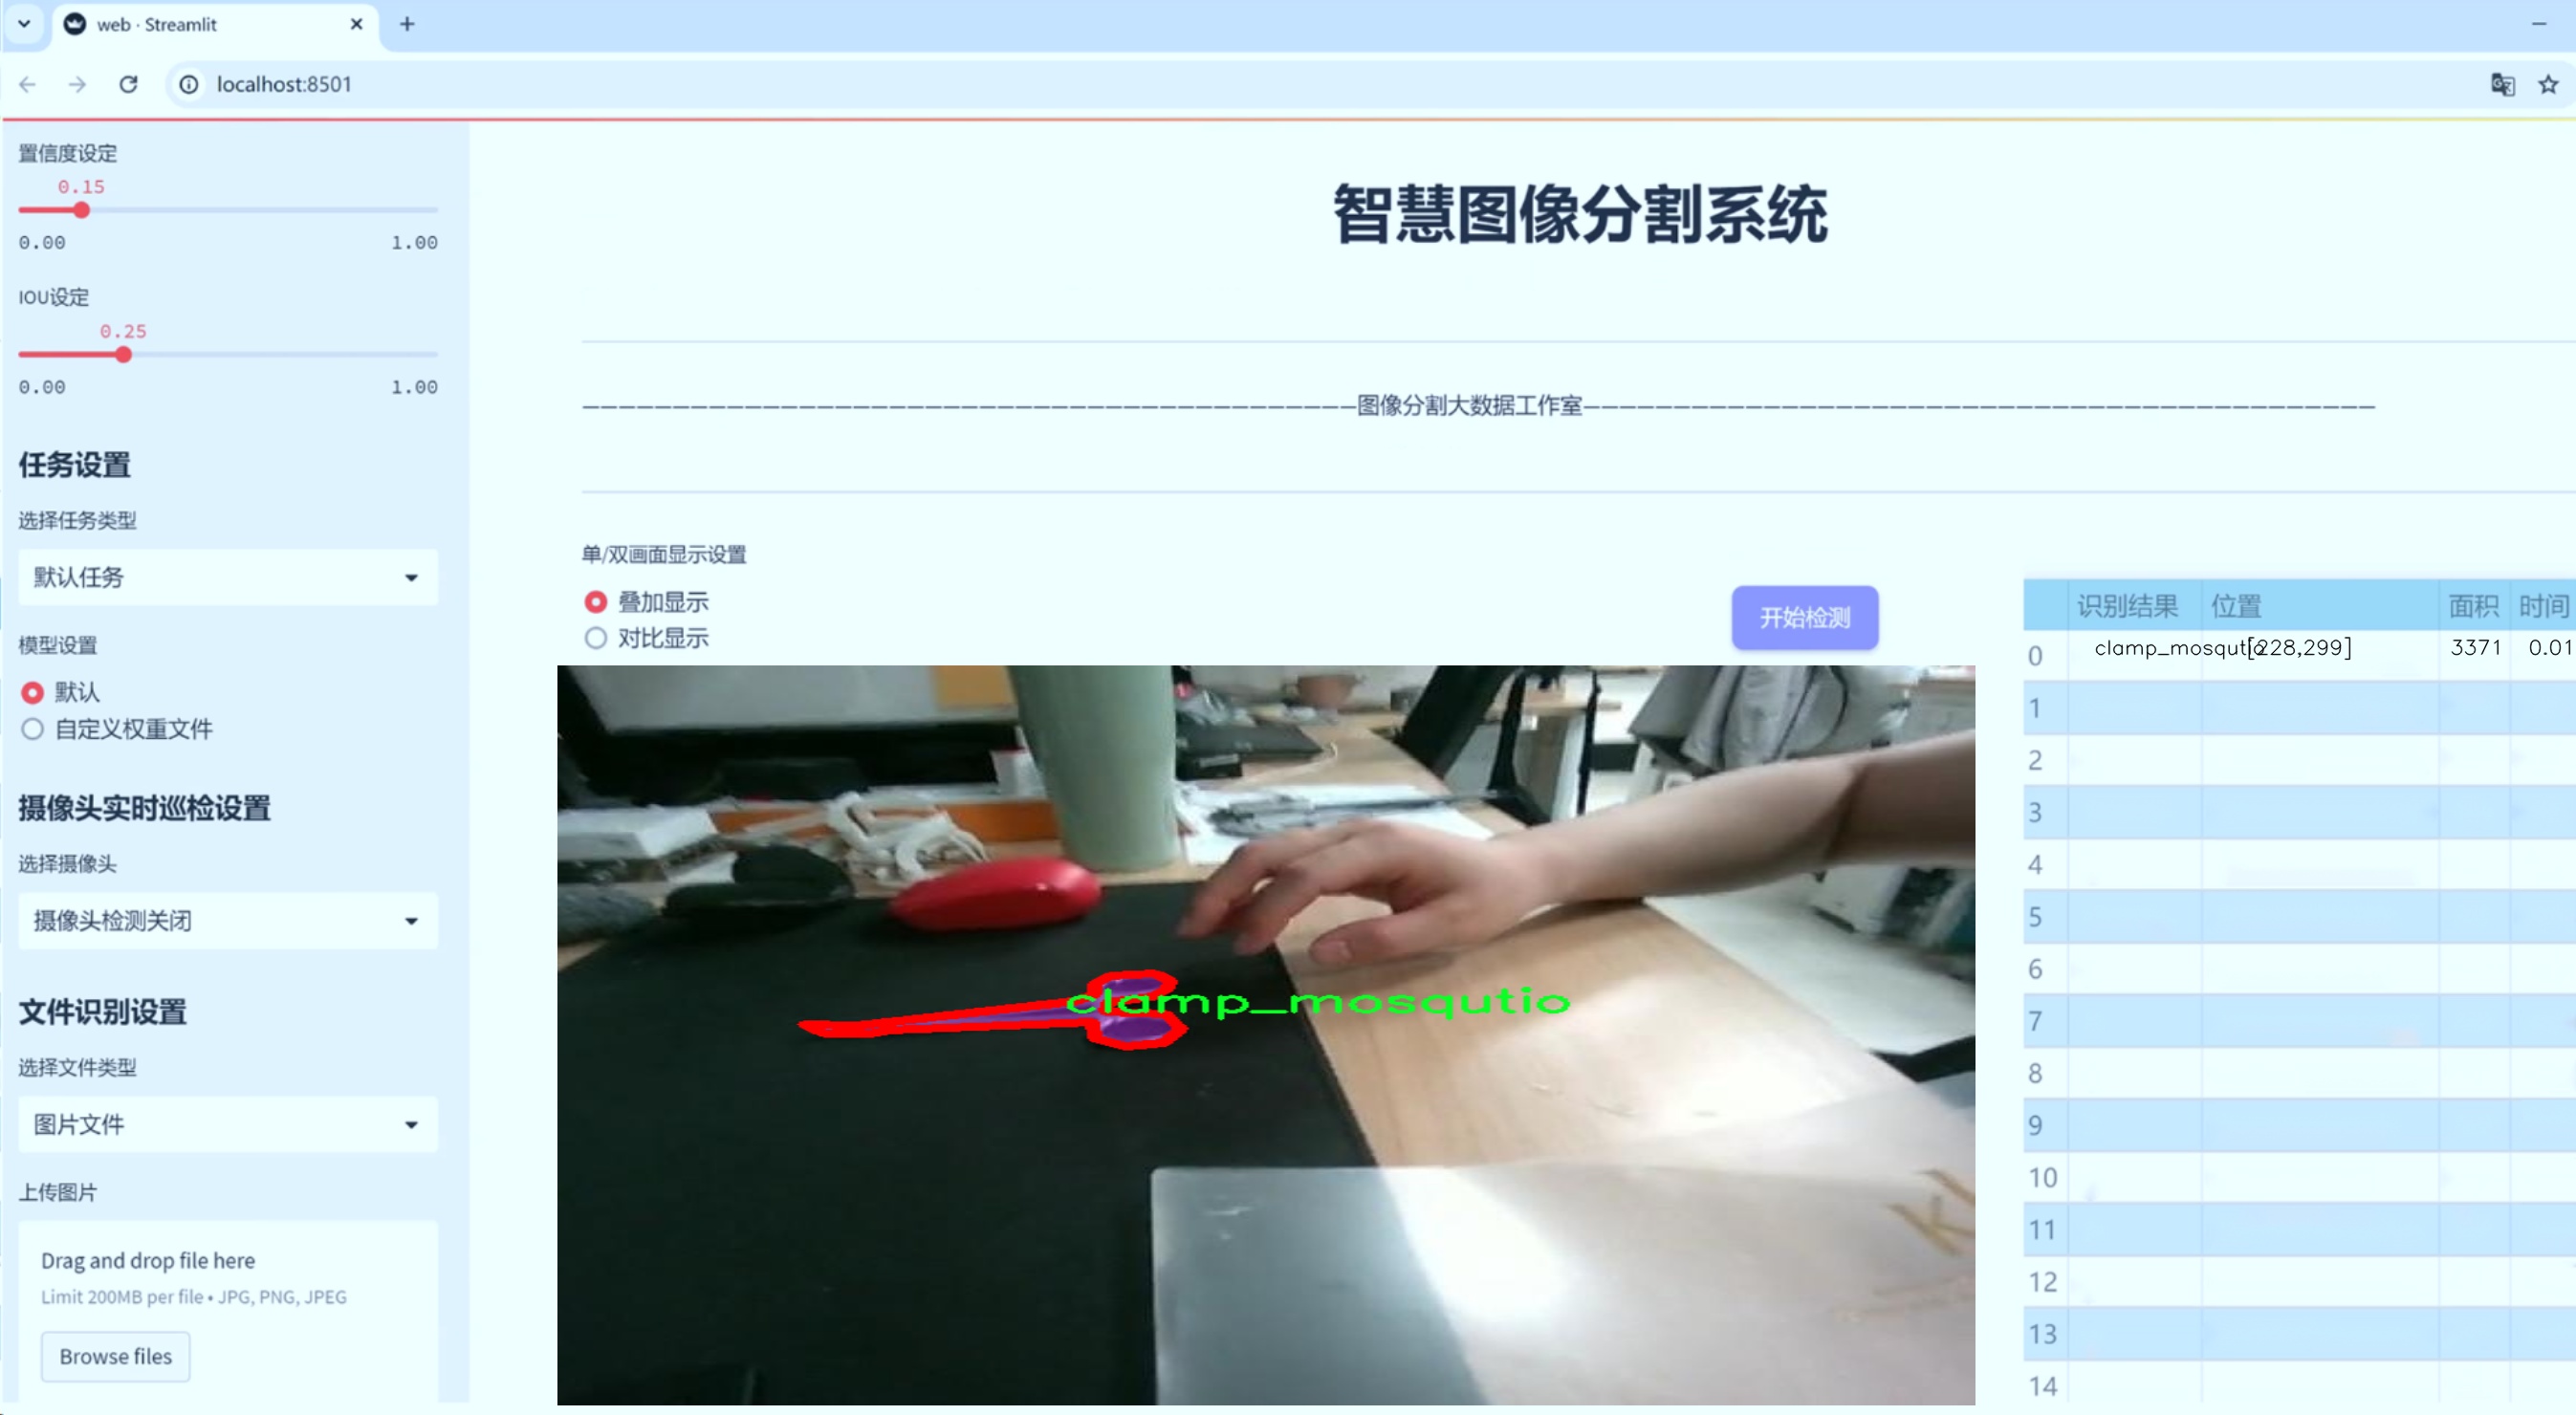 web · Streamlit
localhost:8501
置信度设定
0.15
0.00 1.00
IOU设定
0.25
0.00 1.00
任务设置
选择任务类型
默认任务
模型设置
默认
自定义权重文件
摄像头实时巡检设置
选择摄像头
摄像头检测关闭
文件识别设置
选择文件类型
图片文件
上传图片
Drag and drop file here
Limit 200MB per file • JPG, PNG, JPEG
Browse files
智慧图像分割系统
图像分割大数据工作室
单/双画面显示设置
叠加显示
对比显示
开始检测
clamp_mosqutio
识别结果 位置 面积 时间
0 clamp_mosqutio [228,299] 3371 0.01
1
2
3
4
5
6
7
8
9
10
11
12
13
14